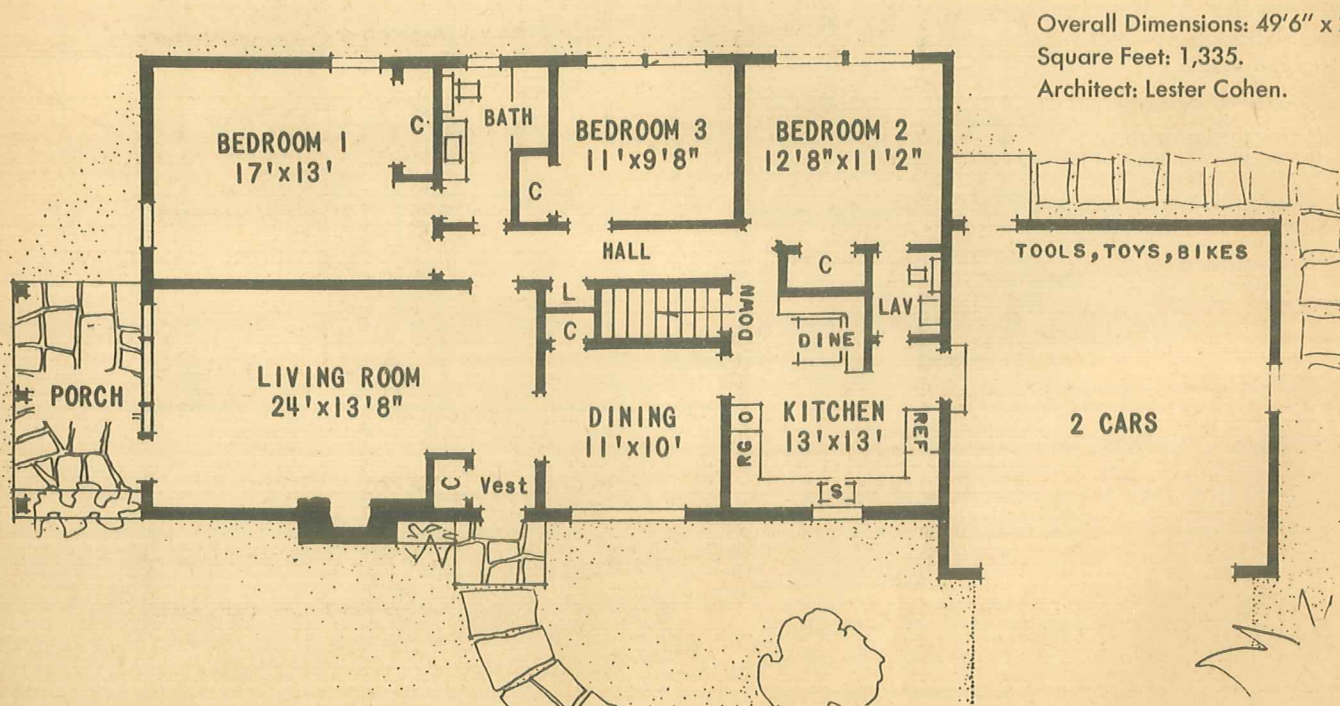 Overall Dimensions: 49'6" x
Square Feet: 1,335.
Architect: Lester Cohen.
BEDROOM 1
17'x13'
C
BATH
C
BEDROOM 3
11'x9'8"
BEDROOM 2
12'8"x11'2"
HALL
C
LAV
TOOLS, TOYS, BIKES
L
C
DOWN
DINE
PORCH
LIVING ROOM
24'x13'8"
DINING
11'x10'
KITCHEN
13'x13'
O
RG
REF
S
2 CARS
C
Vest